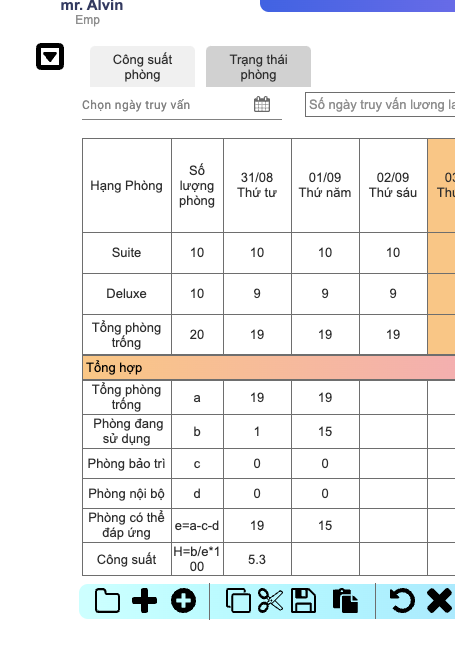 mr. Alvin
Emp
Công suất
phòng
Trạng thái
phòng
Chọn ngày truy vấn
Số ngày truy vấn lương la
Hạng Phòng
Số
lượng
phòng
31/08
Thứ tư
01/09
Thứ năm
02/09
Thứ sáu
Suite 10 10 10 10
Deluxe 10 9 9 9
Tổng phòng
trống
20 19 19 19
Tổng hợp
Tổng phòng
trống
a 19 19
Phòng đang
sử dụng
b 1 15
Phòng bảo trì c 0 0
Phòng nội bộ d 0 0
Phòng có thể
đáp ứng
e=a-c-d 19 15
Công suất
H=b/e*1
00
5.3